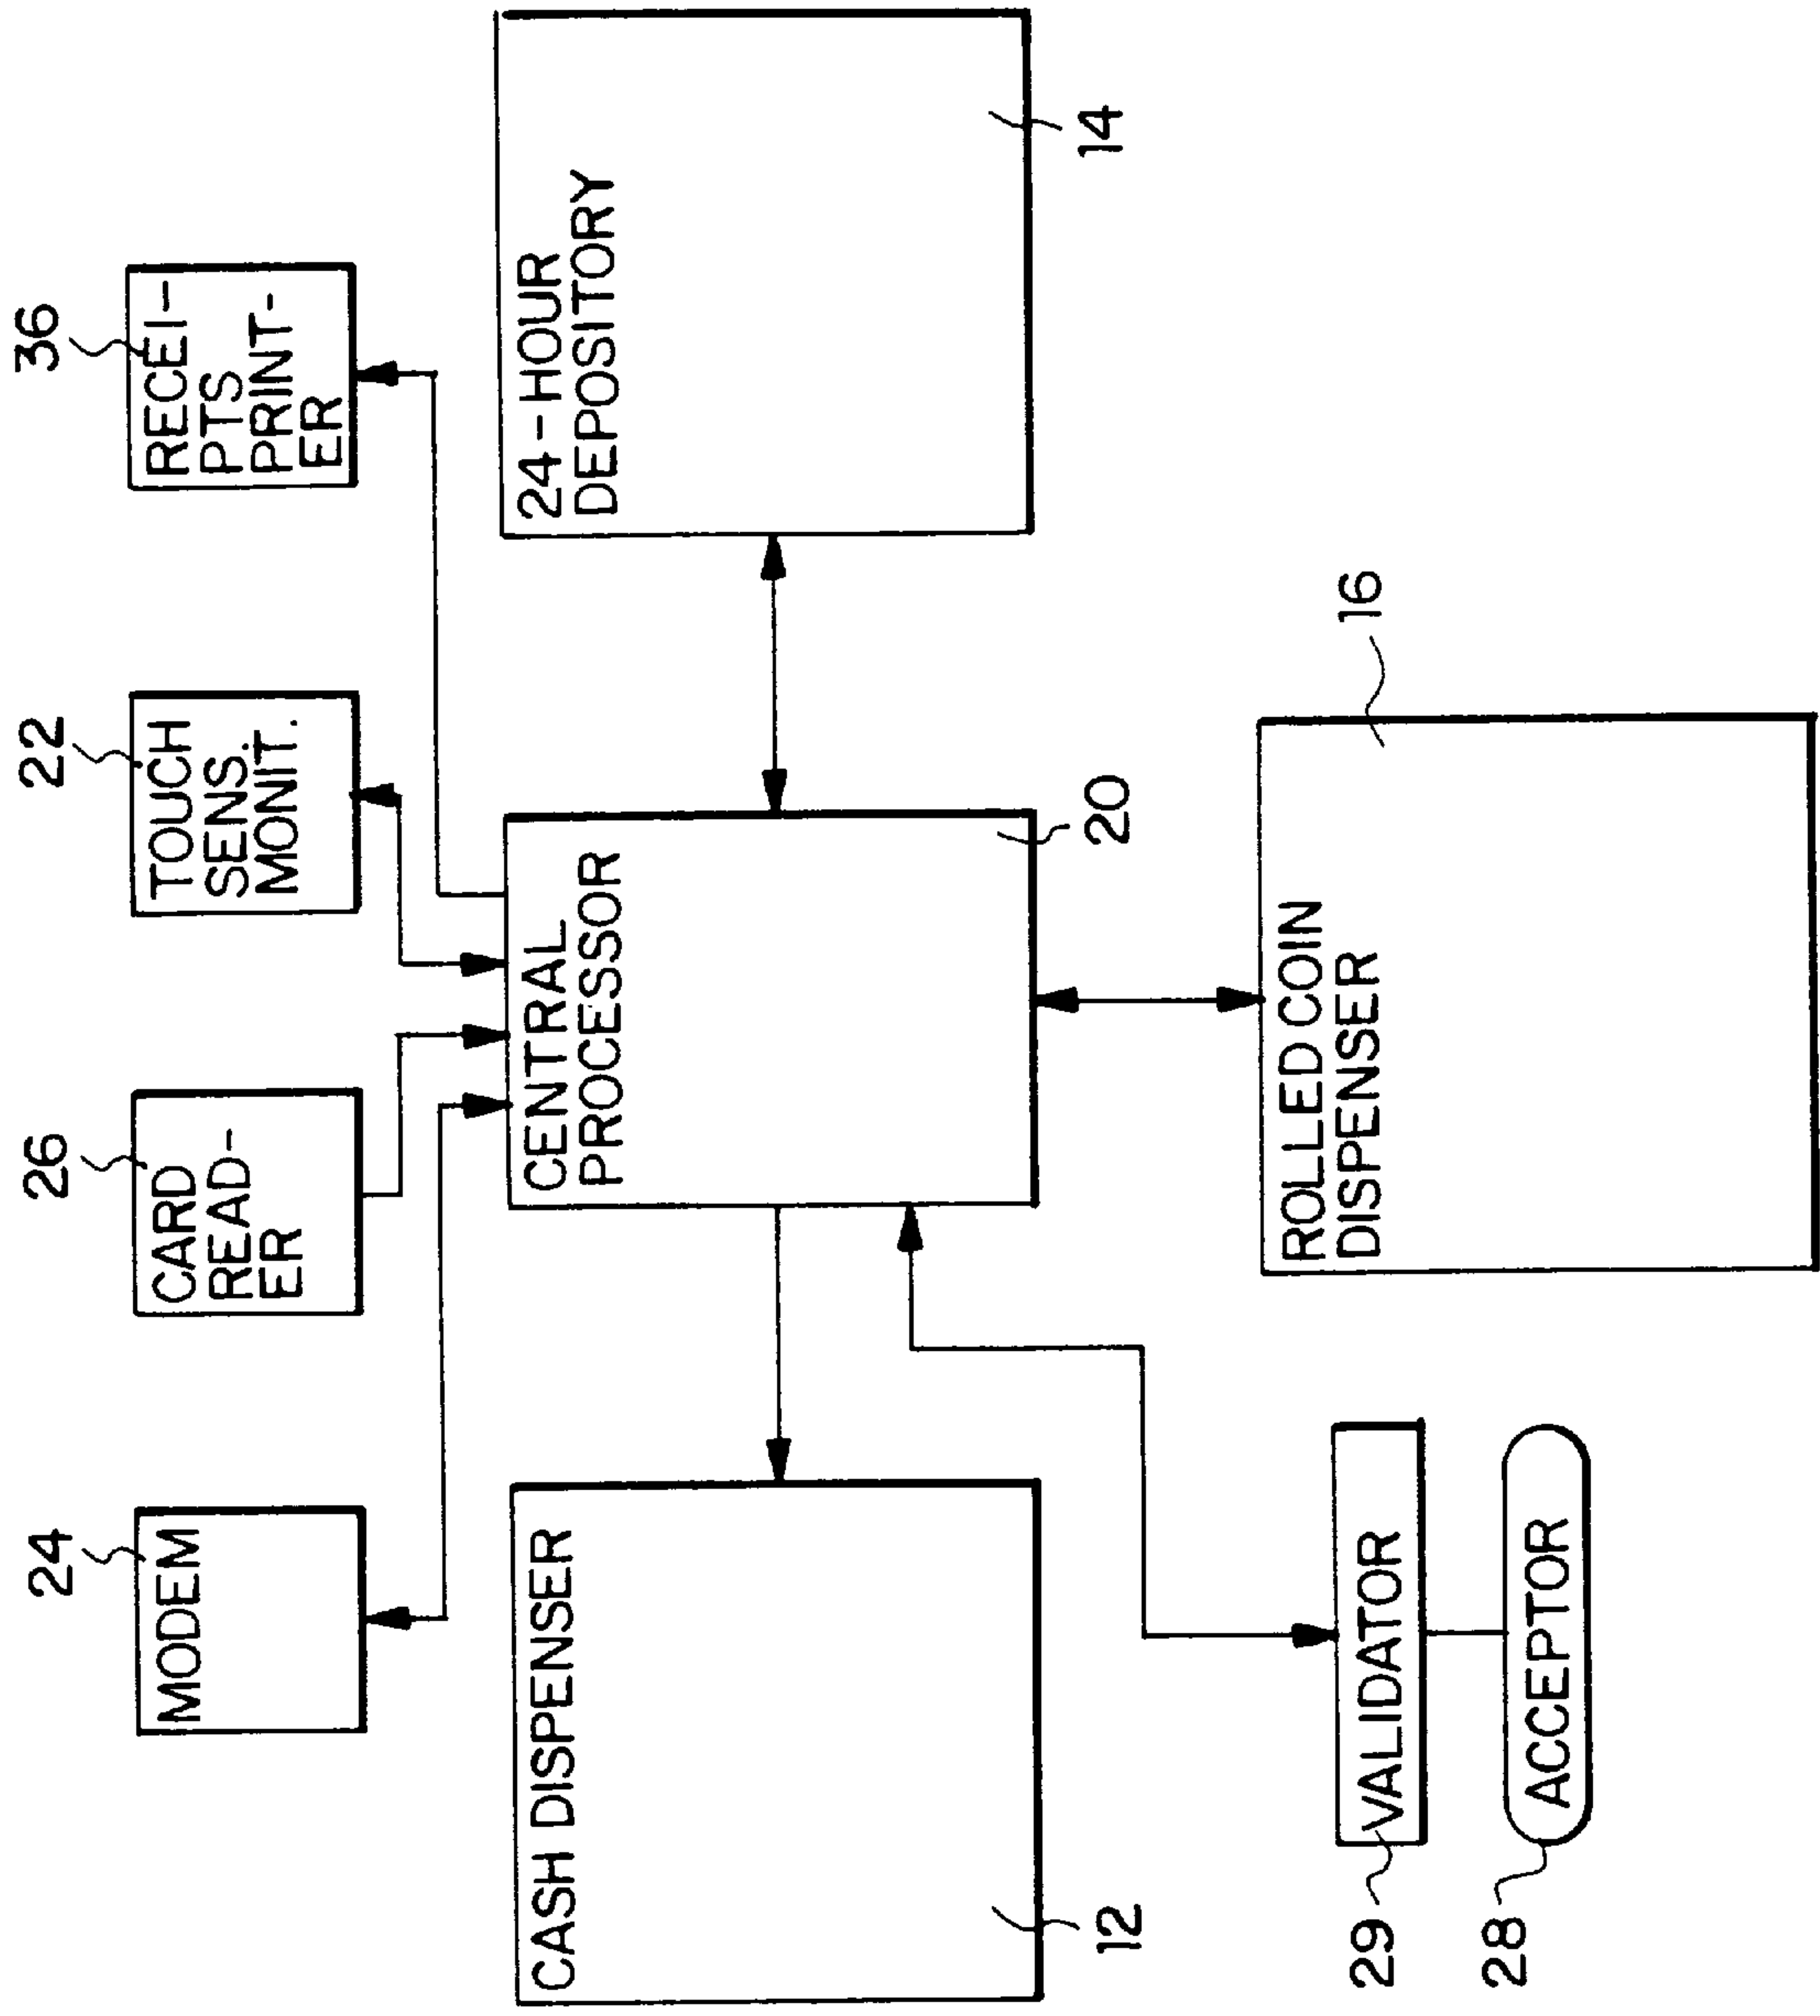 24
MODEM
26
CARD
READ-
ER
22
TOUCH
SENS.
MONIT.
36
RECEI-
PTS
PRINT-
ER
CASH DISPENSER
12
CENTRAL
PROCESSOR
20
24-HOUR
DEPOSITORY
14
29
VALIDATOR
28
ACCEPTOR
ROLLED COIN
DISPENSER
16